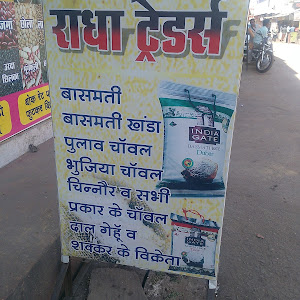 राधा ट्रेडर्स
बासमती
बासमती खांडा
पुलाव चॉंवल
भुजिया चॉंवल
चिन्नौर व सभी
प्रकार के चॉंवल
दाल गेहूॅं व
शक्कर के विक्रेता
INDIA
GATE